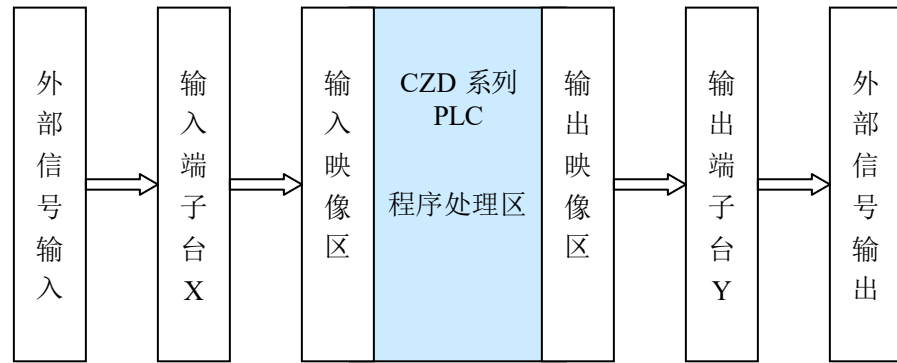 外部信号输入
输入端子台X
输入映像区
CZD 系列
PLC
程序处理区
输出映像区
输出端子台Y
外部信号输出